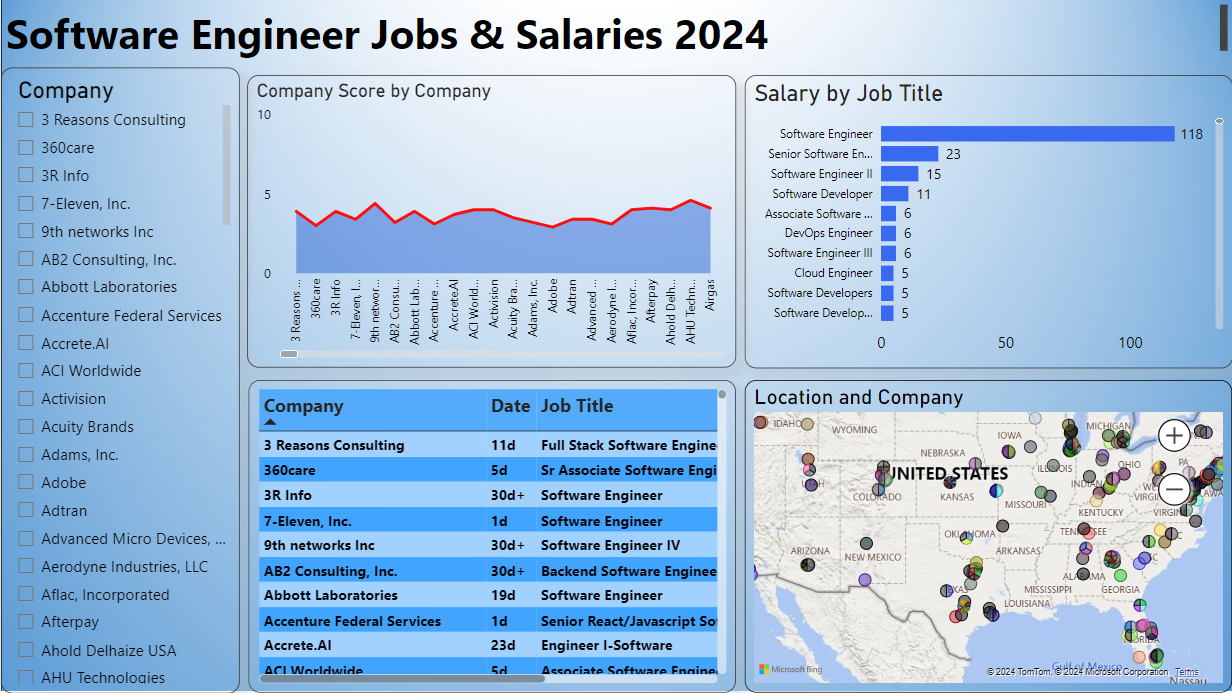 Software Engineer Jobs & Salaries 2024
Company
3 Reasons Consulting
360care
3R Info
7-Eleven, Inc.
9th networks Inc
AB2 Consulting, Inc.
Abbott Laboratories
Accenture Federal Services
Accrete.AI
ACI Worldwide
Activision
Acuity Brands
Adams, Inc.
Adobe
Adtran
Advanced Micro Devices, ...
Aerodyne Industries, LLC
Aflac, Incorporated
Afterpay
Ahold Delhaize USA
AHU Technologies
Company Score by Company
10
5
0
3 Reasons ...
360care
3R Info
7-Eleven, I...
9th networ...
AB2 Consu...
Abbott Lab...
Accenture ...
Accrete.AI
ACI World...
Activision
Acuity Bra...
Adams, Inc.
Adobe
Adtran
Advanced ...
Aerodyne I...
Aflac, Incor...
Afterpay
Ahold Delh...
AHU Techn...
Airgas
Salary by Job Title
Software Engineer 118
Senior Software En... 23
Software Engineer II 15
Software Developer 11
Associate Software ... 6
DevOps Engineer 6
Software Engineer III 6
Cloud Engineer 5
Software Developers 5
Software Develop... 5
0 50 100
Company Date Job Title
3 Reasons Consulting 11d Full Stack Software Engine
360care 5d Sr Associate Software Engi
3R Info 30d+ Software Engineer
7-Eleven, Inc. 1d Software Engineer
9th networks Inc 30d+ Software Engineer IV
AB2 Consulting, Inc. 30d+ Backend Software Enginee
Abbott Laboratories 19d Software Engineer
Accenture Federal Services 1d Senior React/Javascript So
Accrete.AI 23d Engineer I-Software
ACI Worldwide 5d Associate Software Engine
Location and Company
IDAHO
WYOMING
IOWA
MICHIGAN
NEBRASKA
ILLINOIS
OHIO
PA
UNITED STATES
UTAH
COLORADO
KANSAS
MISSOURI
INDIANA
WE
VIRGI
KENTUCKY
VIRGIN
ARIZONA
NEW MEXICO
OKLAHOMA
ARKANSAS
TENNESSEE
SC
MISSISSIPPI
ALABAMA
GEORGIA
TEXAS
LOUISIANA
FLORIDA
Gulf of Mexico
Microsoft Bing
© 2024 TomTom, © 2024 Microsoft Corporation Terms
Nassau